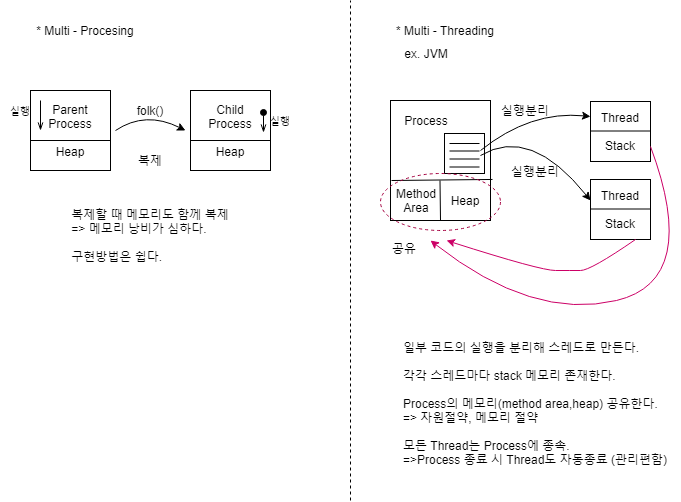 * Multi - Procesing
실행
Parent
Process
Heap
folk()
복제
Child
Process
Heap
실행
복제할 때 메모리도 함께 복제
=> 메모리 낭비가 심하다.
구현방법은 쉽다.
* Multi - Threading
ex. JVM
Process
Method
Area
Heap
공유
실행분리
실행분리
Thread
Stack
Thread
Stack
일부 코드의 실행을 분리해 스레드로 만든다.
각각 스레드마다 stack 메모리 존재한다.
Process의 메모리(method area,heap) 공유한다.
=> 자원절약, 메모리 절약
모든 Thread는 Process에 종속.
=>Process 종료 시 Thread도 자동종료 (관리편함)